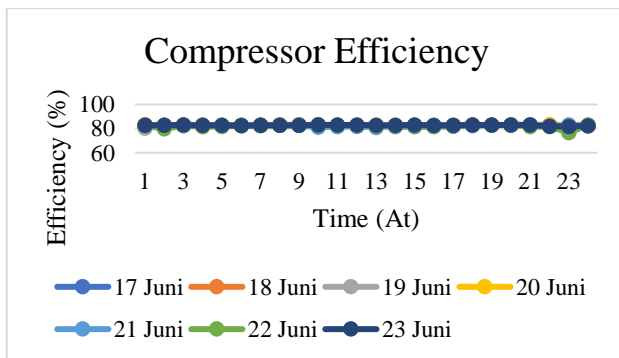 Compressor Efficiency
Efficiency (%)
100
80
60
1 3 5 7 9 11 13 15 17 19 21 23
Time (At)
17 Juni 18 Juni 19 Juni 20 Juni
21 Juni 22 Juni 23 Juni